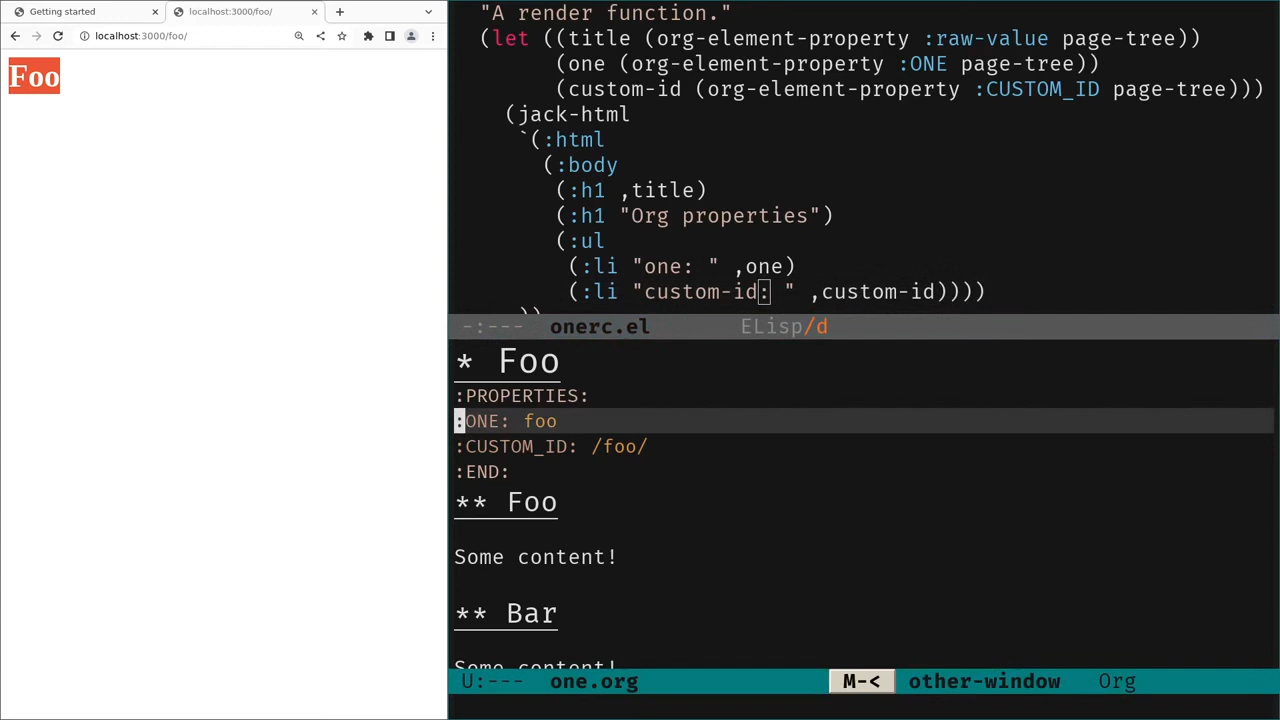 Getting started
localhost:3000/foo/
localhost:3000/foo/
Foo
"A render function."
(let ((title (org-element-property :raw-value page-tree))
(one (org-element-property :ONE page-tree))
(custom-id (org-element-property :CUSTOM_ID page-tree)))
(jack-html
`(:html
(:body
(:h1 ,title)
(:h1 "Org properties")
(:ul
(:li "one: " ,one)
(:li "custom-id: " ,custom-id))))
))
-:--- onerc.el ELisp/d
* Foo
:PROPERTIES:
:ONE: foo
:CUSTOM_ID: /foo/
:END:
** Foo
Some content!
** Bar
Some content!
U:--- one.org M-< other-window Org